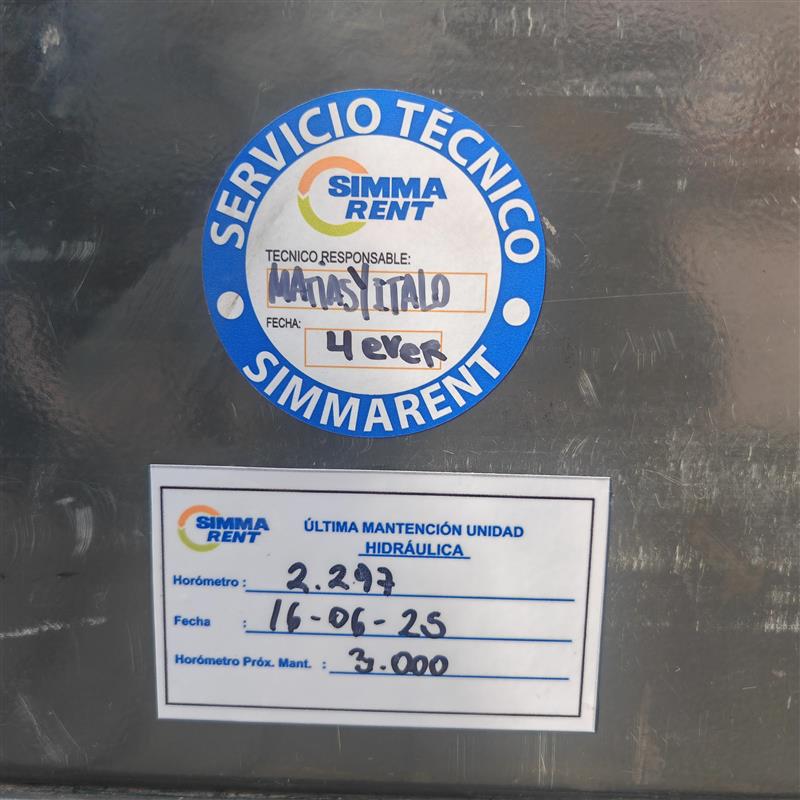 SERVICIO TÉCNICO
SIMMA
RENT
TECNICO RESPONSABLE:
MATIAS Y ITALO
FECHA:
4 ever
SIMMARENT
SIMMA
RENT
ÚLTIMA MANTENCIÓN UNIDAD
HIDRÁULICA
Horómetro : 2.297
Fecha : 16-06-25
Horómetro Próx. Mant. : 3.000